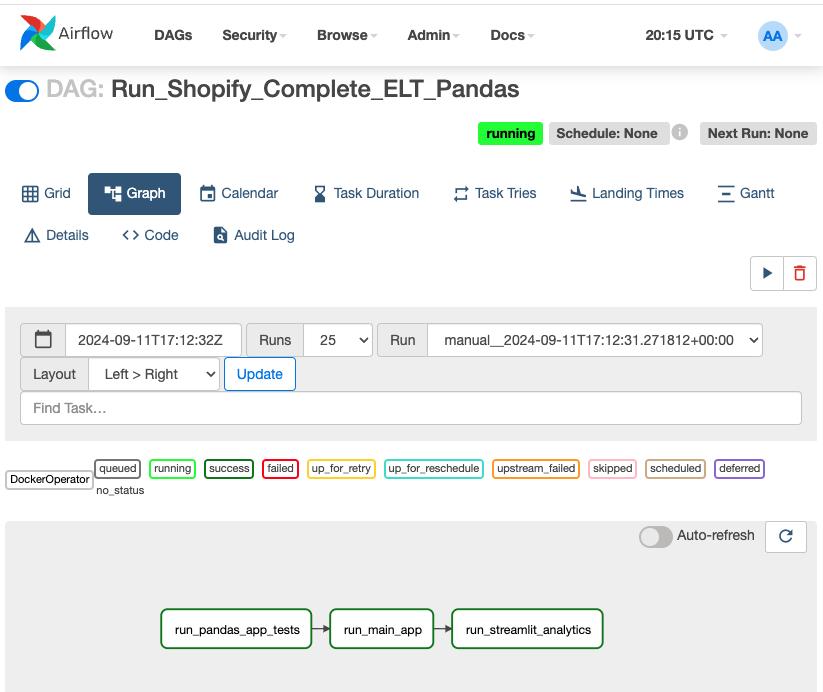 Airflow DAGs Security Browse Admin Docs 20:15 UTC AA
DAG: Run_Shopify_Complete_ELT_Pandas
running Schedule: None Next Run: None
Grid Graph Calendar Task Duration Task Tries Landing Times Gantt
Details Code Audit Log
2024-09-11T17:12:32Z Runs 25 Run manual__2024-09-11T17:12:31.271812+00:00
Layout Left > Right Update
Find Task...
DockerOperator queued running success failed up_for_retry up_for_reschedule upstream_failed skipped scheduled deferred
no_status
Auto-refresh
run_pandas_app_tests run_main_app run_streamlit_analytics